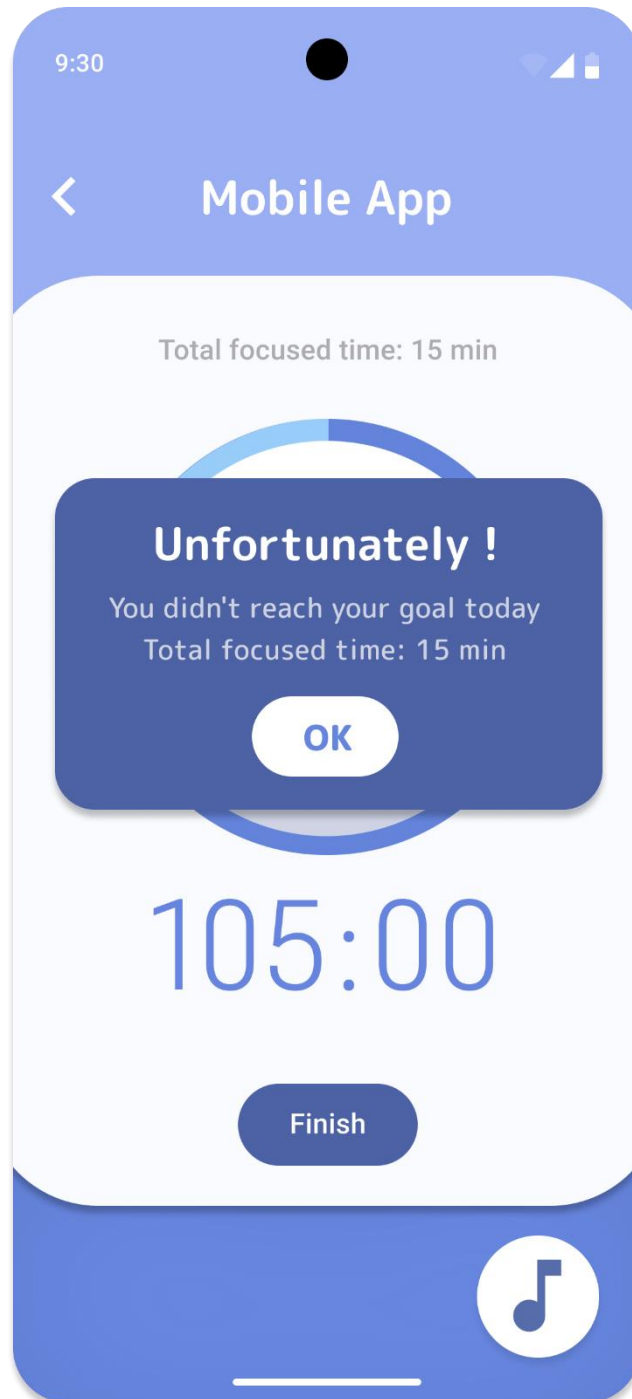 9:30
Mobile App
Total focused time: 15 min
Unfortunately !
You didn't reach your goal today
Total focused time: 15 min
OK
105:00
Finish